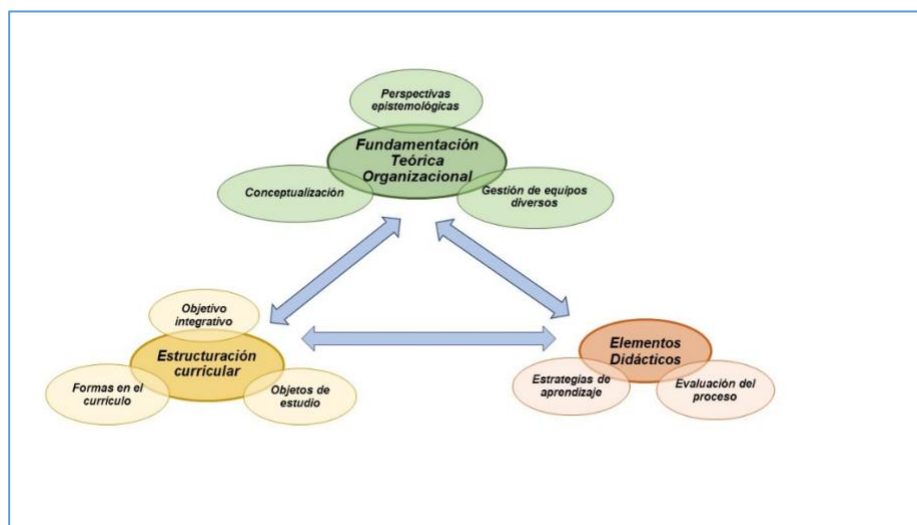 Perspectivas
epistemológicas
Fundamentación
Teórica
Organizacional
Conceptualización
Gestión de equipos
diversos
Objetivo
integrativo
Estructuración
curricular
Formas en el
currículo
Objetos de
estudio
Elementos
Didácticos
Estrategias de
aprendizaje
Evaluación del
proceso